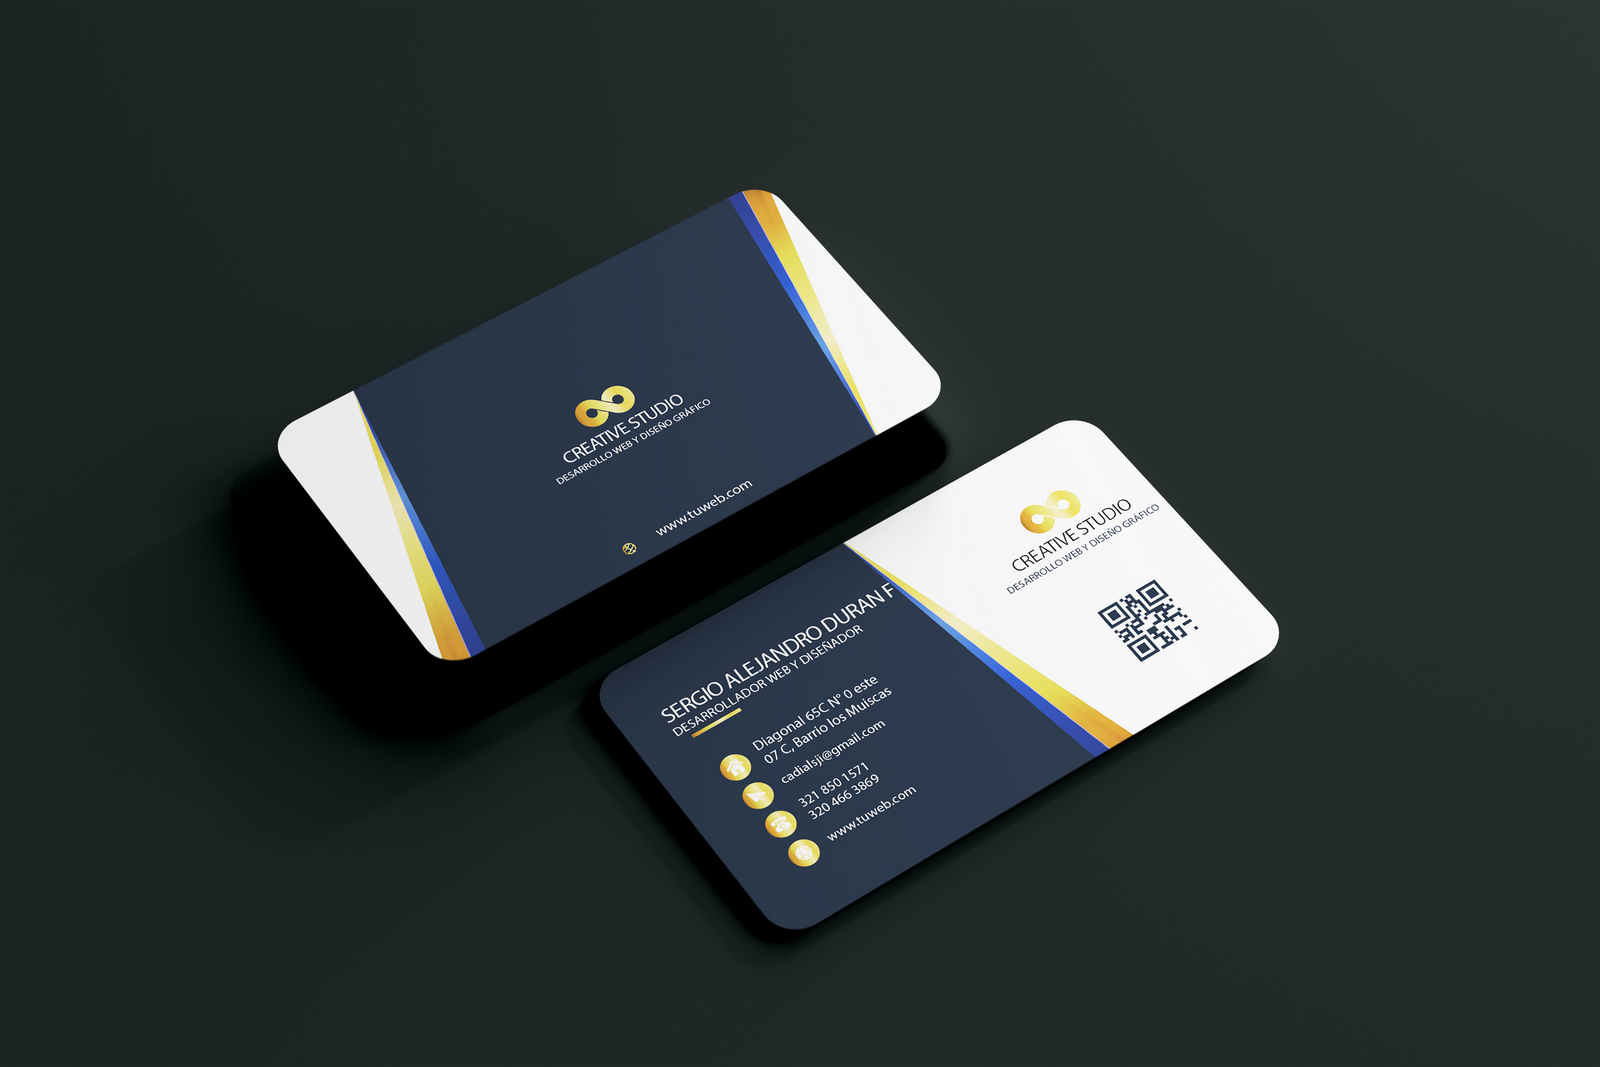 CREATIVE STUDIO
DESARROLLO WEB Y DISEÑO GRÁFICO
www.tuweb.com
CREATIVE STUDIO
DESARROLLO WEB Y DISEÑO GRÁFICO
SERGIO ALEJANDRO DURAN F
DESARROLLADOR WEB Y DISEÑADOR
Diagonal 65C Nº 0 este
07 C, Barrio los Muiscas
cadialsji@gmail.com
321 850 1571
320 466 3869
www.tuweb.com